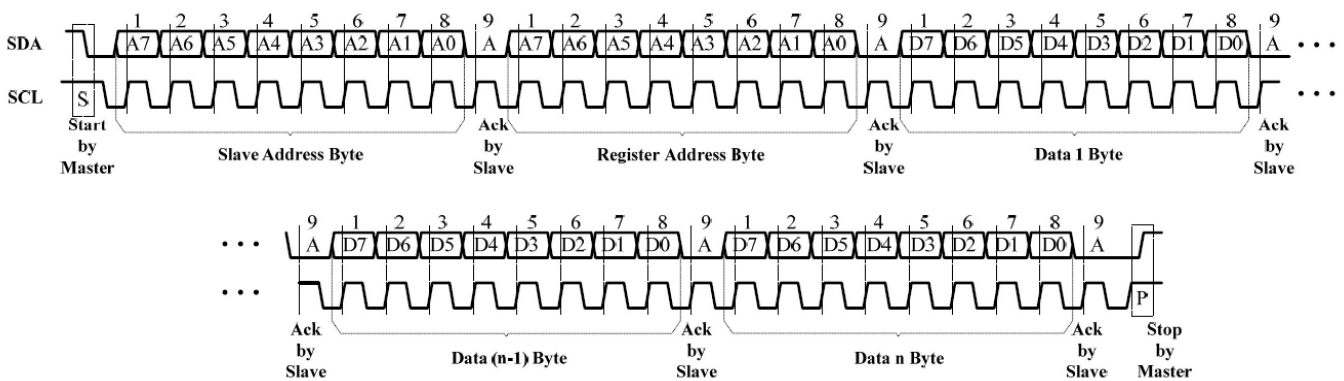 1 2 3 4 5 6 7 8 9 1 2 3 4 5 6 7 8 9 1 2 3 4 5 6 7 8 9
SDA A7 A6 A5 A4 A3 A2 A1 A0 A A7 A6 A5 A4 A3 A2 A1 A0 A D7 D6 D5 D4 D3 D2 D1 D0 A • • •
SCL S • • •
Start by Master
Slave Address Byte
Ack by Slave
Register Address Byte
Ack by Slave
Data 1 Byte
Ack by Slave
9 1 2 3 4 5 6 7 8 9 1 2 3 4 5 6 7 8 9
• • • A D7 D6 D5 D4 D3 D2 D1 D0 A D7 D6 D5 D4 D3 D2 D1 D0 A
• • • P
Ack by Slave
Data (n-1) Byte
Ack by Slave
Data n Byte
Ack by Slave
Stop by Master